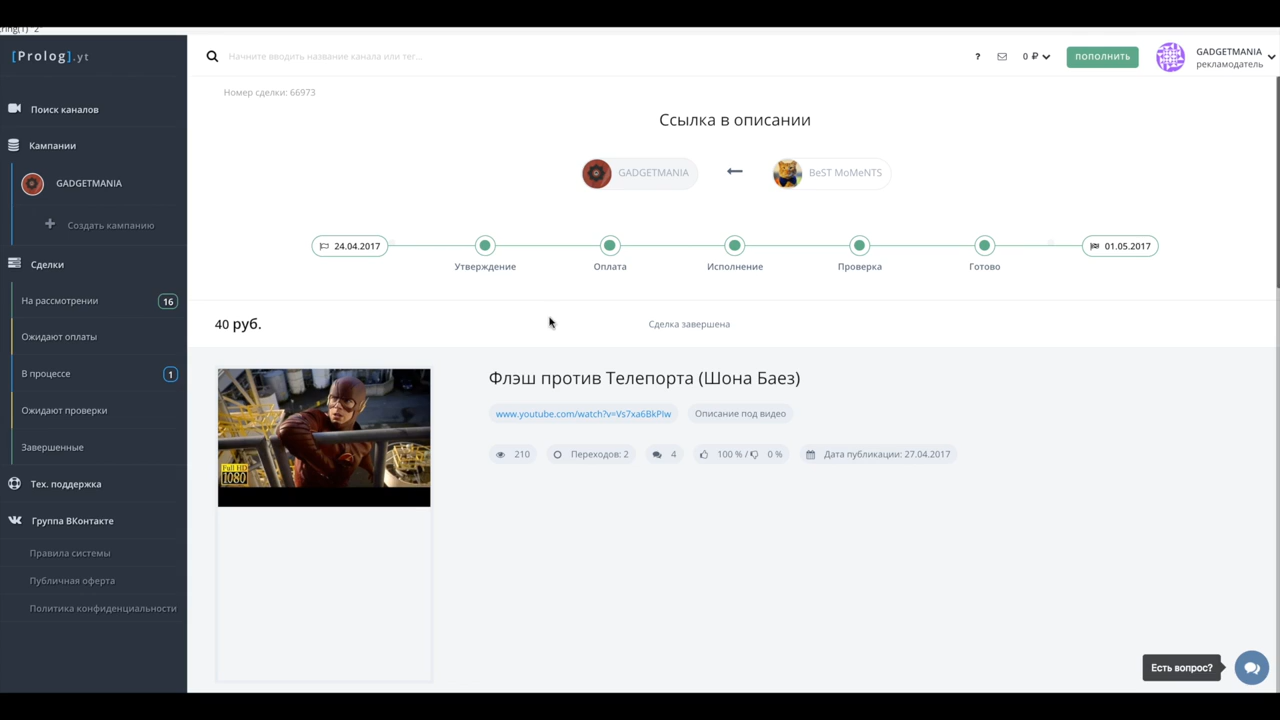 ring(1) "2"
[Prolog].yt
Начните вводить название канала или тег...
?
0 ₽
ПОПОЛНИТЬ
GADGETMANIA
рекламодатель
Поиск каналов
Кампании
GADGETMANIA
Создать кампанию
Сделки
На рассмотрении 16
Ожидают оплаты
В процессе 1
Ожидают проверки
Завершенные
Тех. поддержка
Группа ВКонтакте
Правила системы
Публичная оферта
Политика конфиденциальности
Номер сделки: 66973
Ссылка в описании
GADGETMANIA
BeST MoMeNTS
24.04.2017
01.05.2017
Утверждение
Оплата
Исполнение
Проверка
Готово
40 руб.
Сделка завершена
Full HD
1080
Флэш против Телепорта (Шона Баез)
www.youtube.com/watch?v=Vs7xa6BkPIw
Описание под видео
210
Переходов: 2
4
100 % / 0 %
Дата публикации: 27.04.2017
Есть вопрос?